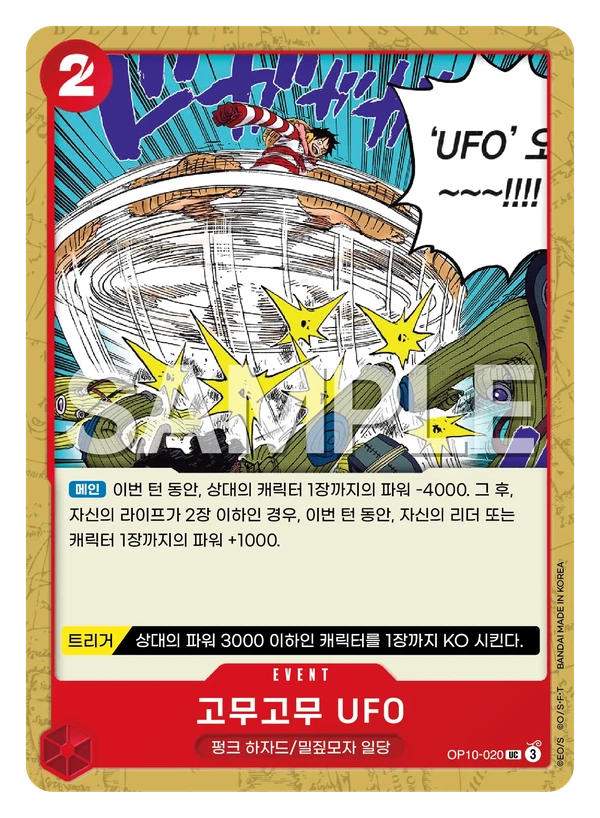 2
'UFO' 오
~~~!!!!
SAMPLE
메인 이번 턴 동안, 상대의 캐릭터 1장까지의 파워 -4000. 그 후,
자신의 라이프가 2장 이하인 경우, 이번 턴 동안, 자신의 리더 또는
캐릭터 1장까지의 파워 +1000.
트리거 상대의 파워 3000 이하인 캐릭터를 1장까지 KO 시킨다.
EVENT
고무고무 UFO
펑크 하자드/밀짚모자 일당
OP10-020 UC 3
©EO/S ©O/S·F·T BANDAI MADE IN KOREA